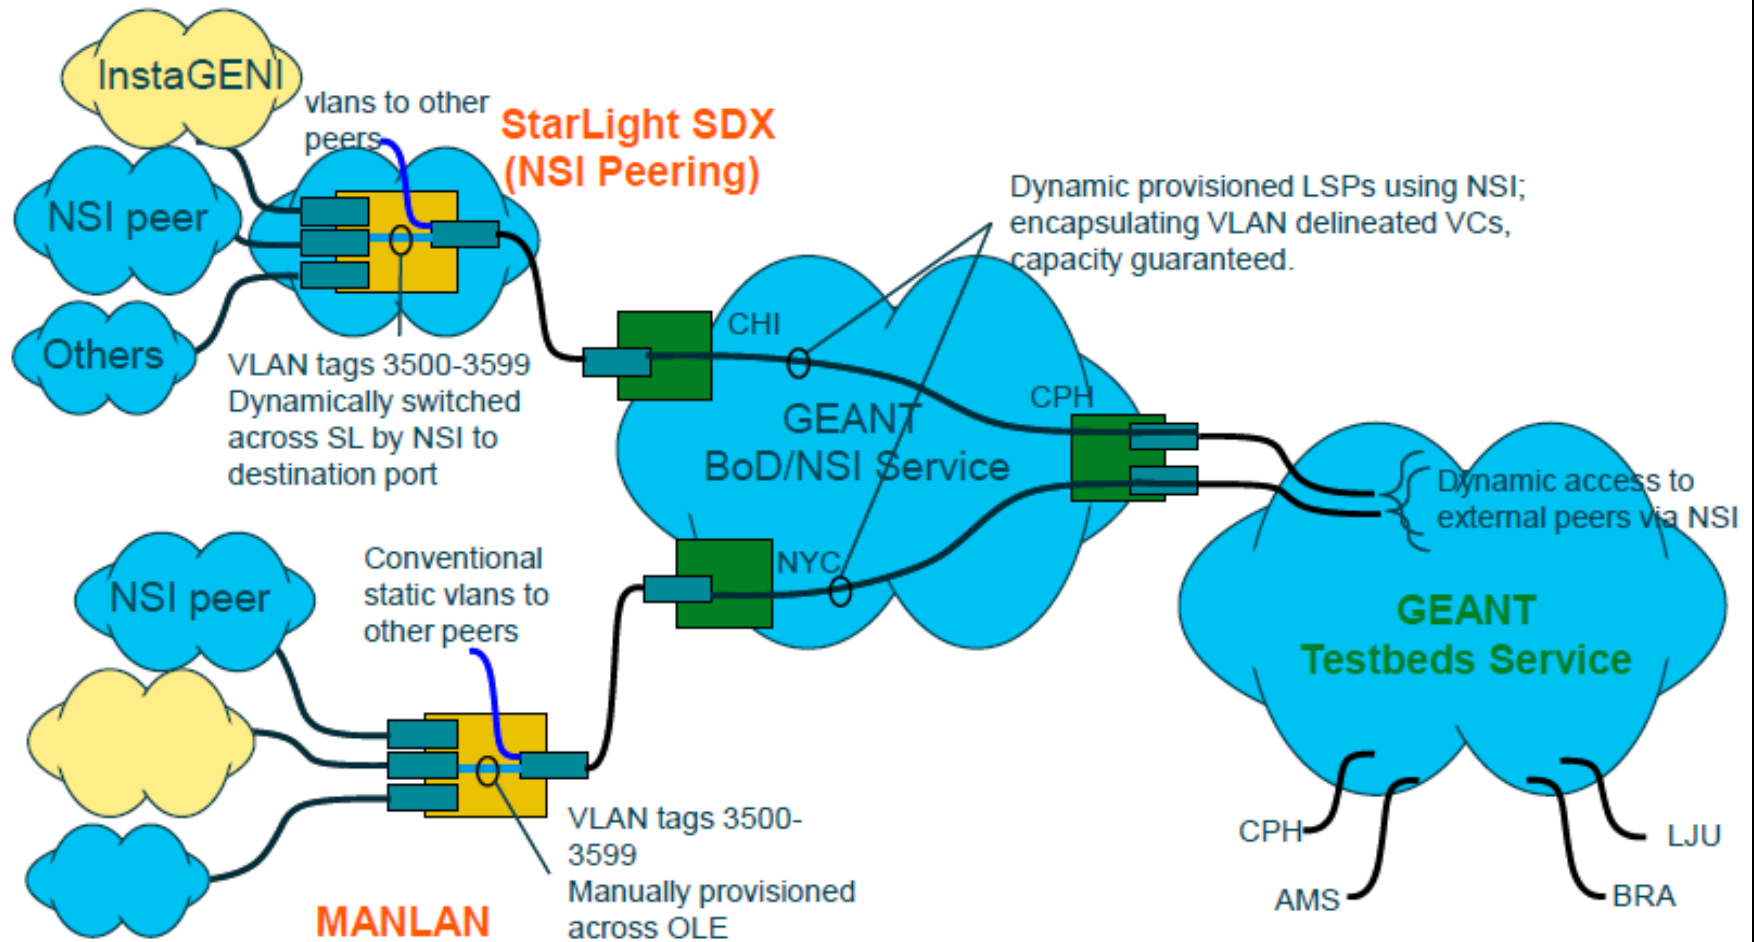 InstaGENI
vlans to other
peers
StarLight SDX
(NSI Peering)
NSI peer
Others
VLAN tags 3500-3599
Dynamically switched
across SL by NSI to
destination port
Dynamic provisioned LSPs using NSI;
encapsulating VLAN delineated VCs,
capacity guaranteed.
CHI
CPH
GEANT
BoD/NSI Service
NYC
Dynamic access to
external peers via NSI
GEANT
Testbeds Service
NSI peer
Conventional
static vlans to
other peers
VLAN tags 3500-
3599
Manually provisioned
across OLE
MANLAN
CPH
AMS
LJU
BRA